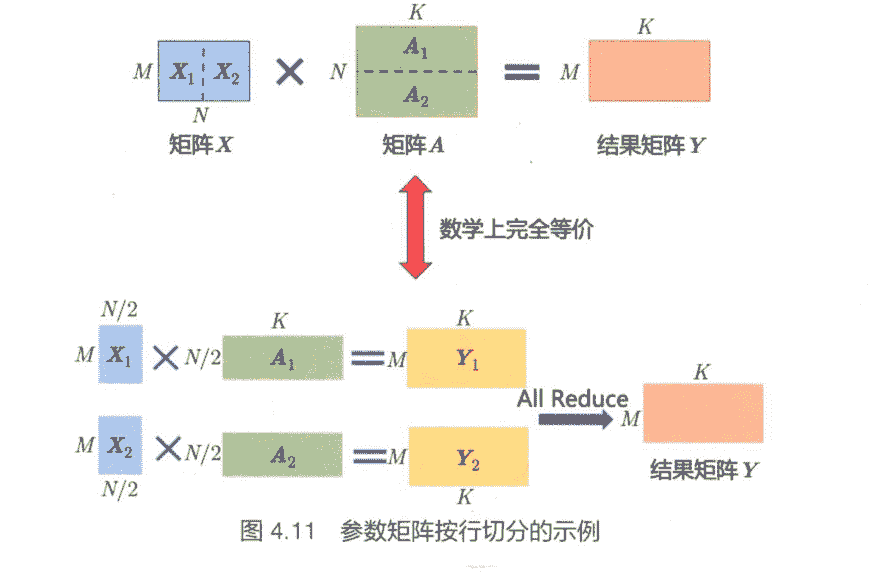 K
M X₁ X₂ × N A₁ = M K
A₂
N
矩阵X 矩阵A 结果矩阵Y
数学上完全等价
N/2 K K
M X₁ × N/2 A₁ = M Y₁
All Reduce K
M
M X₂ × N/2 A₂ = M Y₂ 结果矩阵Y
N/2 K
图 4.11 参数矩阵按行切分的示例